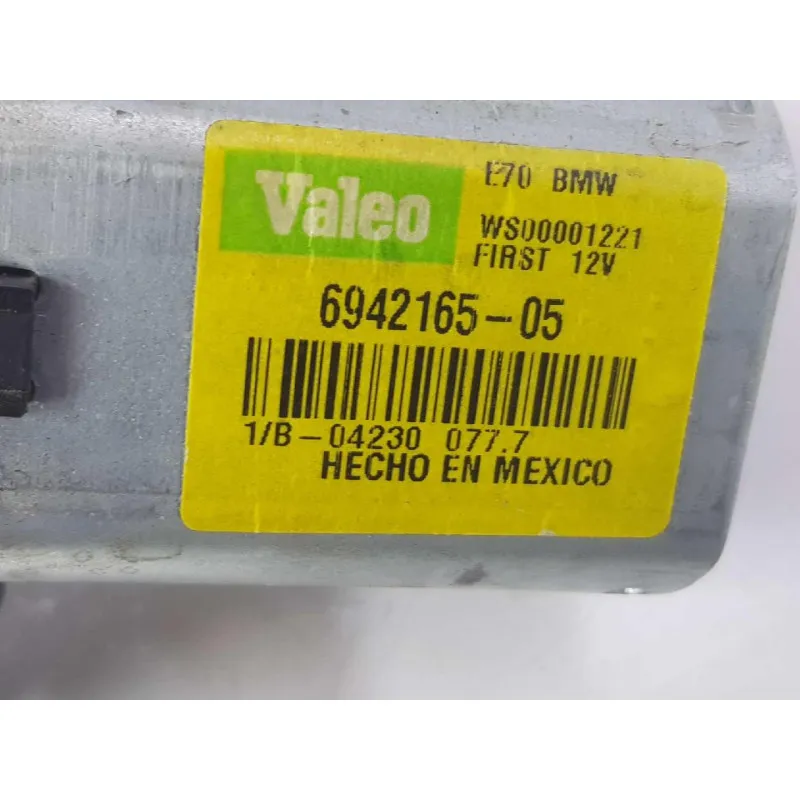 Valeo
E70 BMW
WS00001221
FIRST 12V
6942165-05
1/B-04230 077.7
HECHO EN MEXICO